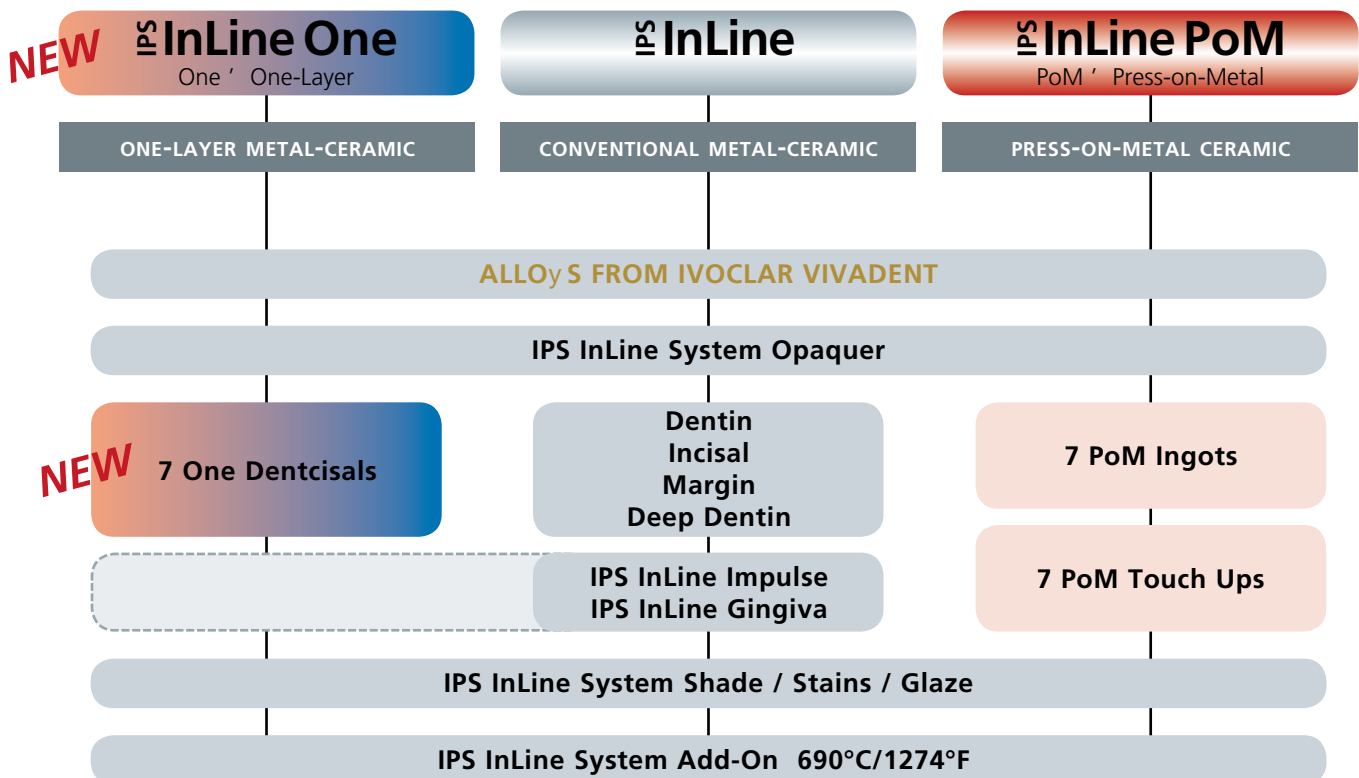 NEW
IPS InLine One
One ' One-Layer
IPS InLine
IPS InLine PoM
PoM ' Press-on-Metal
ONE-LAYER METAL-CERAMIC
CONVENTIONAL METAL-CERAMIC
PRESS-ON-METAL CERAMIC
ALLOy S FROM IVOCLAR VIVADENT
IPS InLine System Opaquer
NEW
7 One Dentcisals
Dentin
Incisal
Margin
Deep Dentin
7 PoM Ingots
IPS InLine Impulse
IPS InLine Gingiva
7 PoM Touch Ups
IPS InLine System Shade / Stains / Glaze
IPS InLine System Add-On 690°C/1274°F